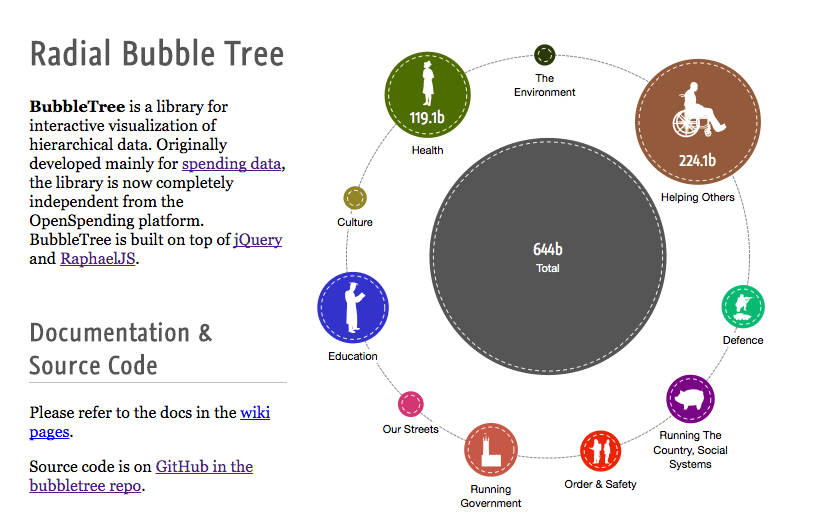 Radial Bubble Tree
BubbleTree is a library for
interactive visualization of
hierarchical data. Originally
developed mainly for spending data,
the library is now completely
independent from the
OpenSpending platform.
BubbleTree is built on top of jQuery
and RaphaelJS.
Documentation &
Source Code
Please refer to the docs in the wiki
pages.
Source code is on GitHub in the
bubbletree repo.
119.1b
Health
The
Environment
224.1b
Helping Others
Culture
644b
Total
Education
Defence
Our Streets
Running
Government
Order & Safety
Running The
Country, Social
Systems